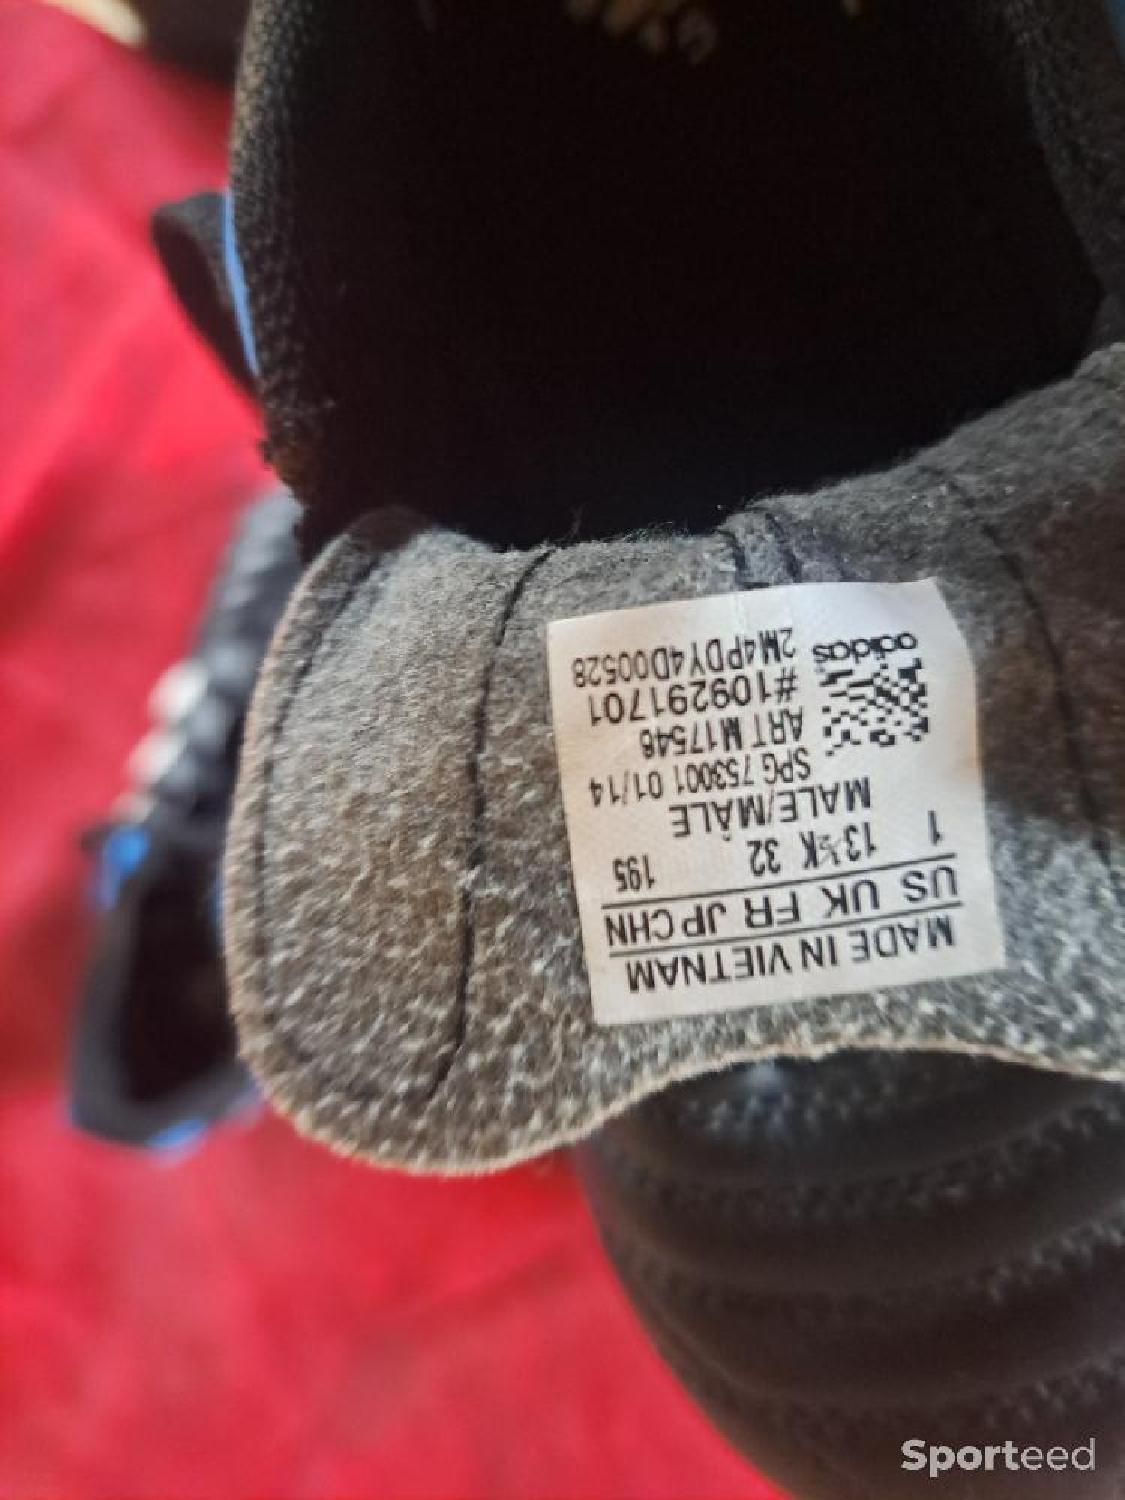 MADE IN VIETNAM
US UK FR JP CHN
1 13½K 32 195
MALE/MÂLE
SPG 753001 01/14
ART M17546
#109291701
2M4PDY4D00528
adidas
Sporteed